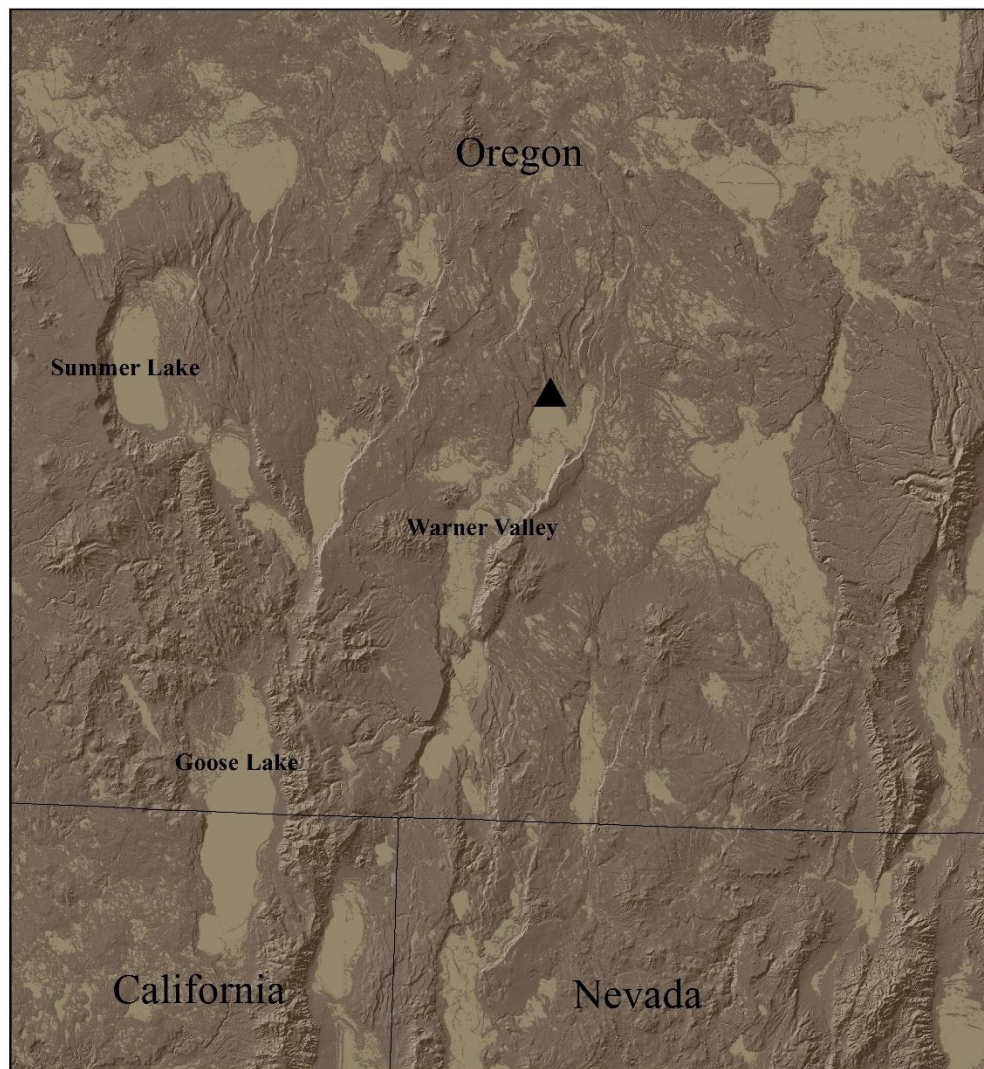 Oregon
Summer Lake
Warner Valley
Goose Lake
California
Nevada